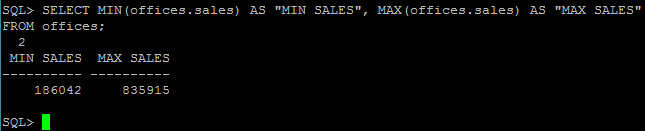 SQL> SELECT MIN(offices.sales) AS "MIN SALES", MAX(offices.sales) AS "MAX SALES"
FROM offices;
  2
 MIN SALES  MAX SALES
---------- ----------
    186042     835915
SQL>